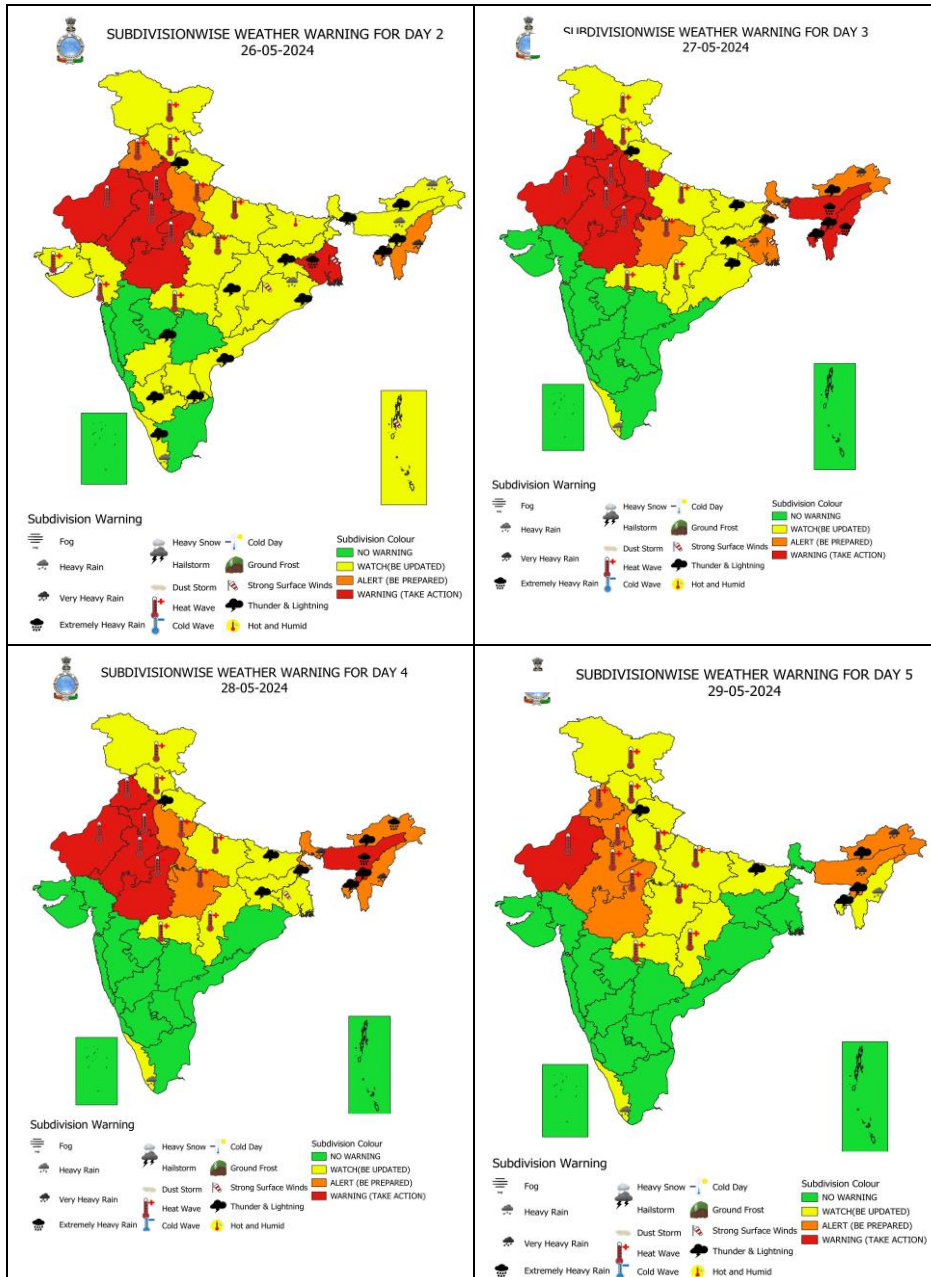 SUBDIVISIONWISE WEATHER WARNING FOR DAY 2
26-05-2024
Subdivision Warning
Fog
Heavy Rain
Very Heavy Rain
Extremely Heavy Rain
Heavy Snow
Hailstorm
Dust Storm
Heat Wave
Cold Wave
Cold Day
Ground Frost
Strong Surface Winds
Thunder & Lightning
Hot and Humid
Subdivision Colour
NO WARNING
WATCH(BE UPDATED)
ALERT (BE PREPARED)
WARNING (TAKE ACTION)
SUBDIVISIONWISE WEATHER WARNING FOR DAY 3
27-05-2024
Subdivision Warning
Fog
Heavy Rain
Very Heavy Rain
Extremely Heavy Rain
Heavy Snow
Hailstorm
Dust Storm
Heat Wave
Cold Wave
Cold Day
Ground Frost
Strong Surface Winds
Thunder & Lightning
Hot and Humid
Subdivision Colour
NO WARNING
WATCH(BE UPDATED)
ALERT (BE PREPARED)
WARNING (TAKE ACTION)
SUBDIVISIONWISE WEATHER WARNING FOR DAY 4
28-05-2024
Subdivision Warning
Fog
Heavy Rain
Very Heavy Rain
Extremely Heavy Rain
Heavy Snow
Hailstorm
Dust Storm
Heat Wave
Cold Wave
Cold Day
Ground Frost
Strong Surface Winds
Thunder & Lightning
Hot and Humid
Subdivision Colour
NO WARNING
WATCH(BE UPDATED)
ALERT (BE PREPARED)
WARNING (TAKE ACTION)
SUBDIVISIONWISE WEATHER WARNING FOR DAY 5
29-05-2024
Subdivision Warning
Fog
Heavy Rain
Very Heavy Rain
Extremely Heavy Rain
Heavy Snow
Hailstorm
Dust Storm
Heat Wave
Cold Wave
Cold Day
Ground Frost
Strong Surface Winds
Thunder & Lightning
Hot and Humid
Subdivision Colour
NO WARNING
WATCH(BE UPDATED)
ALERT (BE PREPARED)
WARNING (TAKE ACTION)